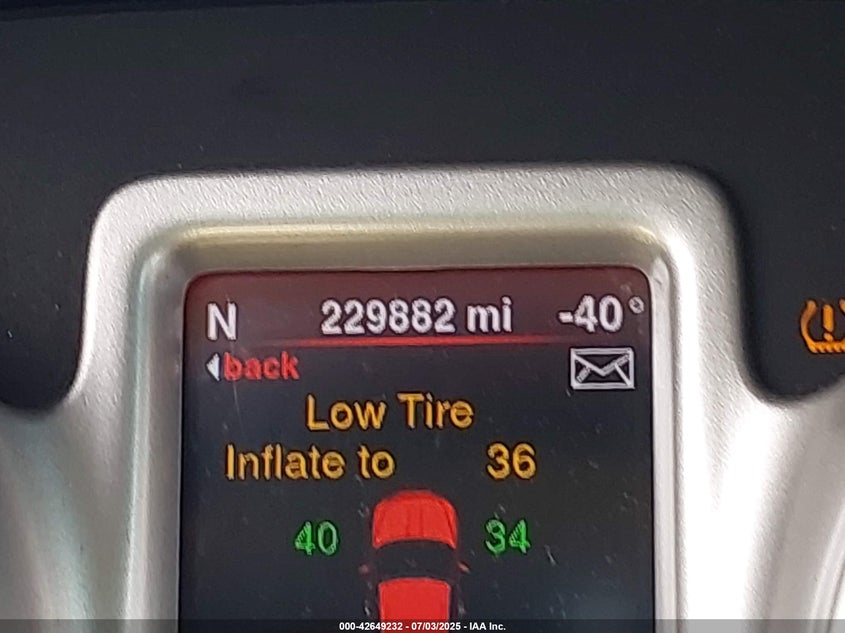 N 229882 mi -40°
back
Low Tire
Inflate to 36
40 34
000-42649232 - 07/03/2025 - IAA Inc.